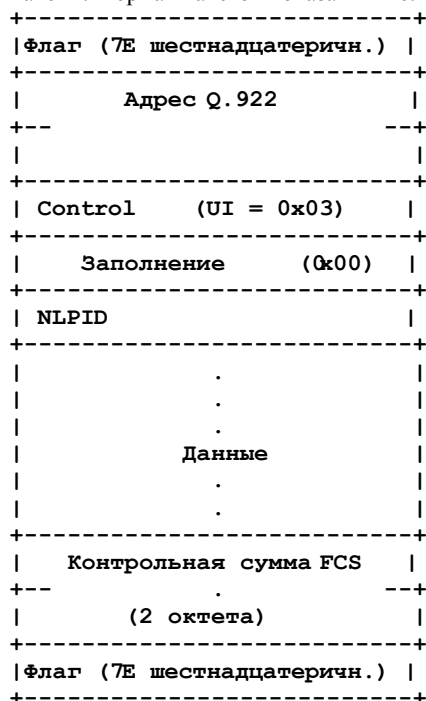 +---------------------------+
|Флаг (7E шестнадцатеричн.) |
+---------------------------+
| Адрес Q.922 |
+-- --+
| |
+---------------------------+
| Control (UI = 0x03) |
+---------------------------+
| Заполнение (0x00) |
+---------------------------+
| NLPID |
+---------------------------+
| . |
| . |
| . |
| Данные |
| . |
| . |
+---------------------------+
| Контрольная сумма FCS |
+-- . --+
| (2 октета) |
+---------------------------+
|Флаг (7E шестнадцатеричн.) |
+---------------------------+